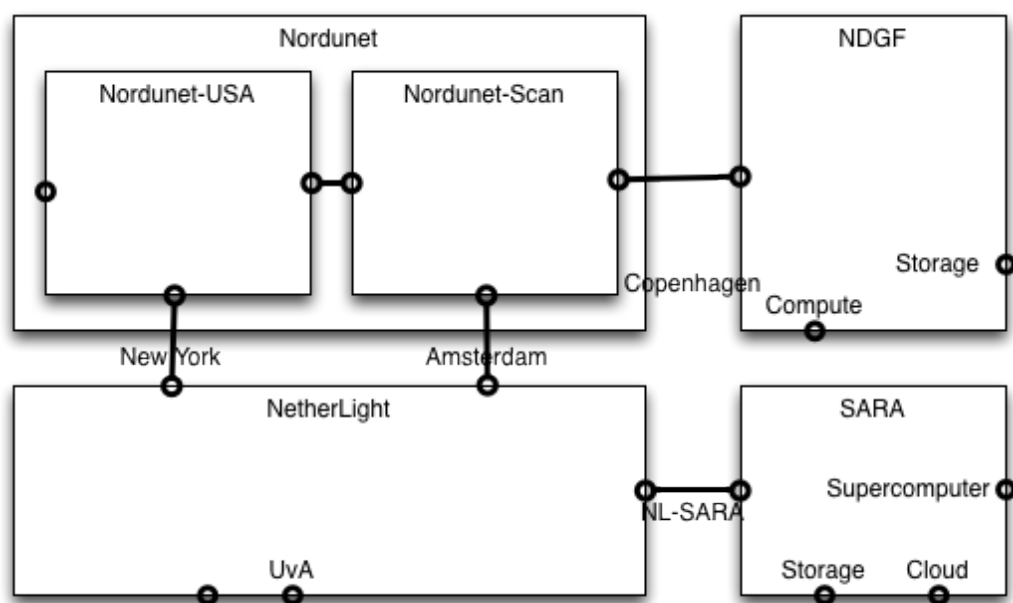 Nordunet
NDGF
Nordunet-USA
Nordunet-Scan
Storage
Copenhagen
Compute
New York
Amsterdam
NetherLight
SARA
Supercomputer
NL-SARA
UvA
Storage
Cloud